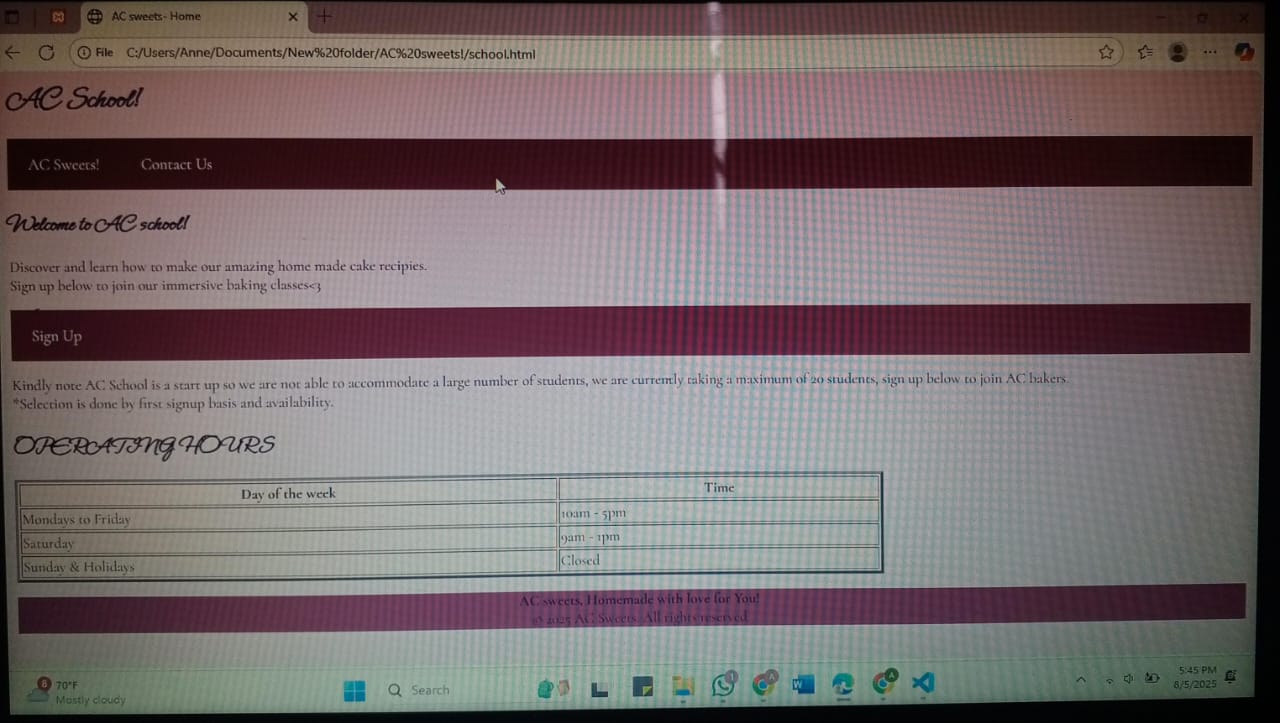 AC sweets- Home
File C:/Users/Anne/Documents/New%20folder/AC%20sweets!/school.html
AC School!
AC Sweets! Contact Us
Welcome to AC school!
Discover and learn how to make our amazing home made cake recipies.
Sign up below to join our immersive baking classes<3
Sign Up
Kindly note AC School is a start up so we are not able to accommodate a large number of students, we are currently taking a maximum of 20 students, sign up below to join AC bakers.
*Selection is done by first signup basis and availability.
OPERATING HOURS
Day of the week Time
Mondays to Friday 10am - 5pm
Saturday 9am - 1pm
Sunday & Holidays Closed
AC sweets, Homemade with love for You!
© 2025 AC Sweets. All rights reserved.
8 70°F
Mostly cloudy
Search
1
A
W
A
5:45 PM
8/5/2025